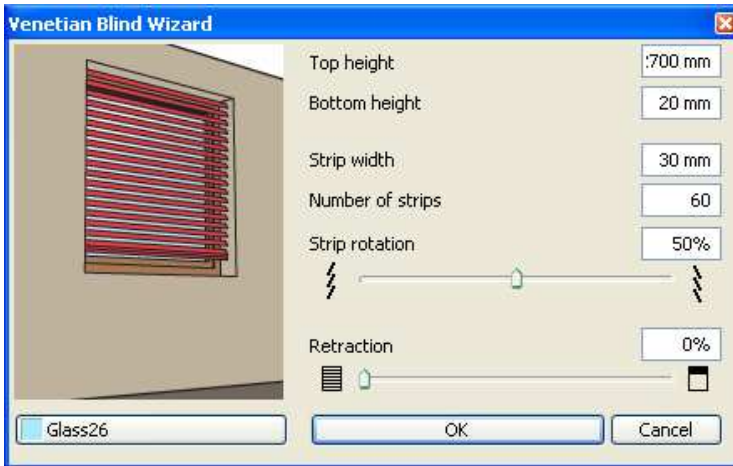 Venetian Blind Wizard
Top height
:700 mm
Bottom height
20 mm
Strip width
30 mm
Number of strips
60
Strip rotation
50%
Retraction
0%
Glass26
OK
Cancel